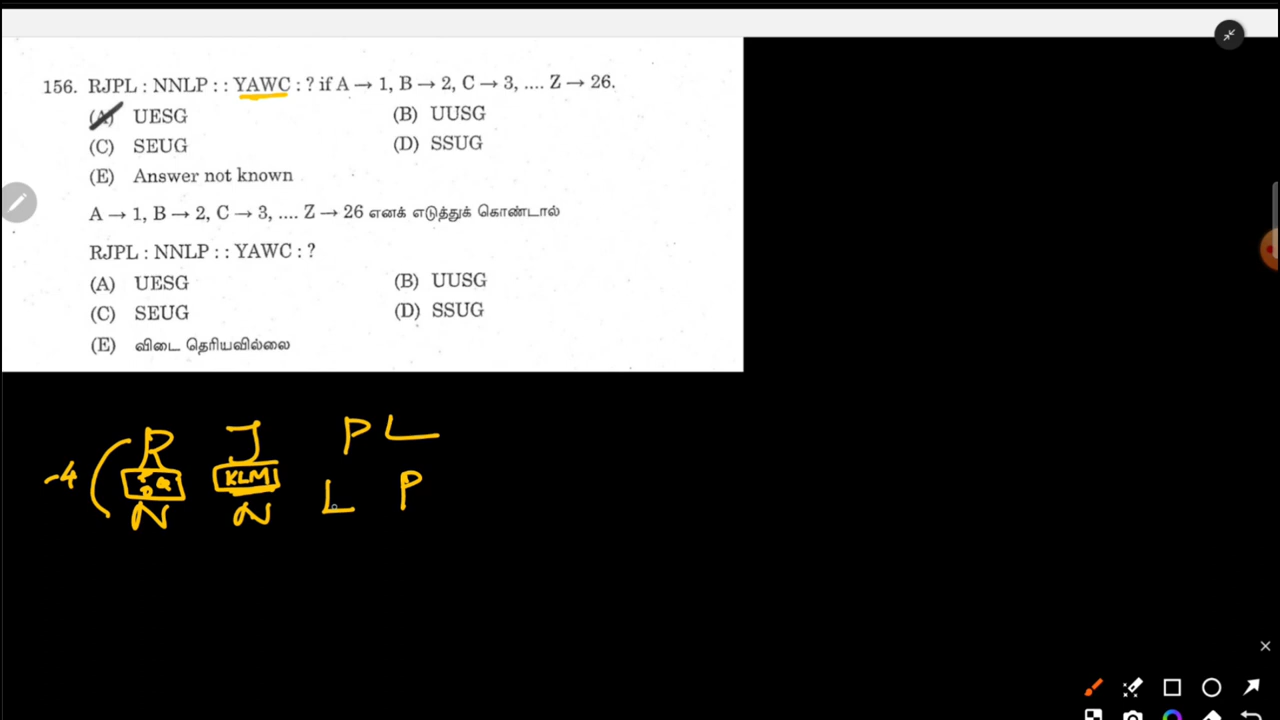 156. RJPL : NNLP : : YAWC : ? if A → 1, B → 2, C → 3, .... Z → 26.
(A) UESG (B) UUSG
(C) SEUG (D) SSUG
(E) Answer not known
A → 1, B → 2, C → 3, .... Z → 26 எனக் எடுத்துக் கொண்டால்
RJPL : NNLP : : YAWC : ?
(A) UESG (B) UUSG
(C) SEUG (D) SSUG
(E) விடை தெரியவில்லை
R J P L
-4 KLM
N N L P